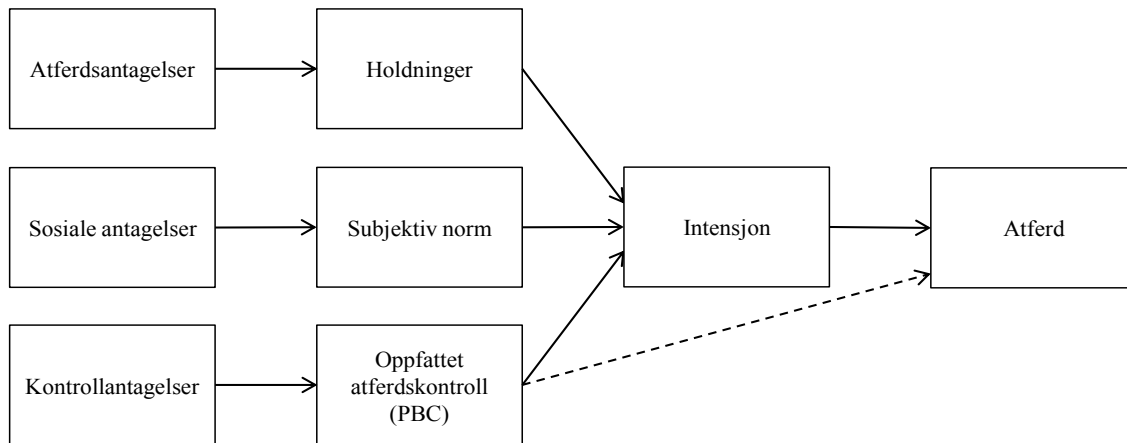 Atferdsantagelser
Holdninger
Sosiale antagelser
Subjektiv norm
Intensjon
Atferd
Kontrollantagelser
Oppfattet
atferdskontroll
(PBC)